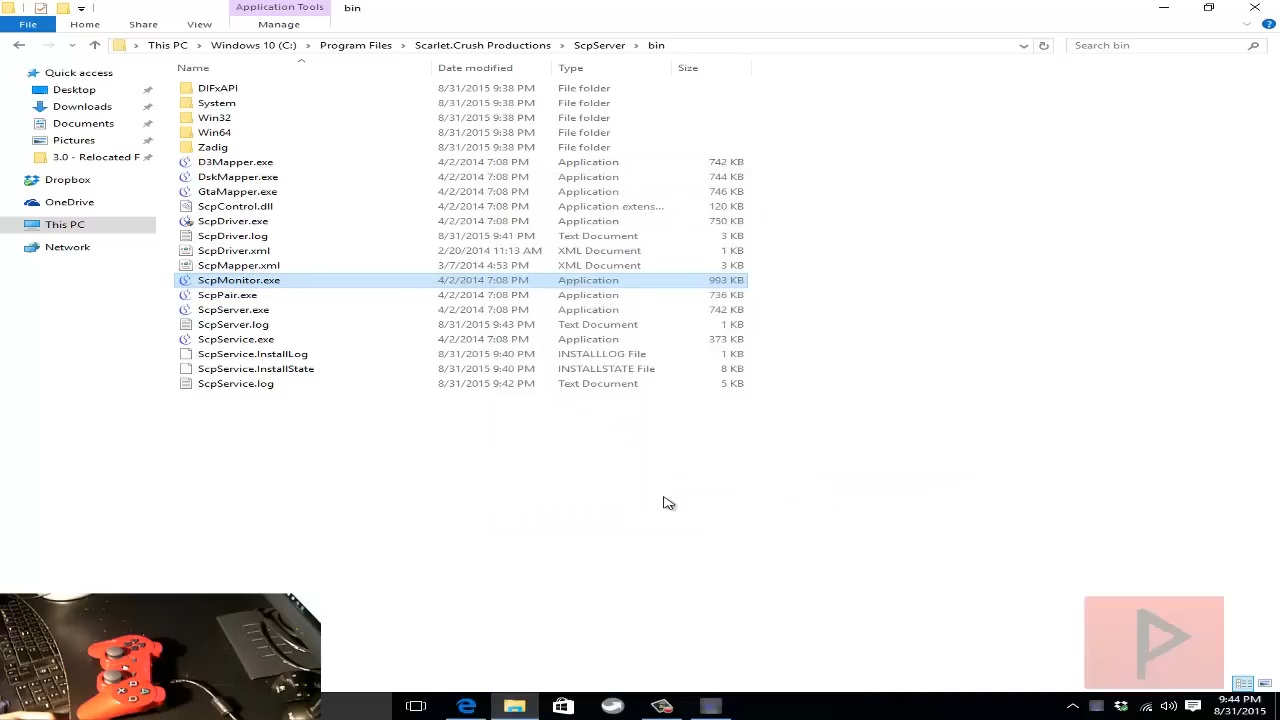 Application Tools
bin
File
Home
Share
View
Manage
This PC
Windows 10 (C:)
Program Files
Scarlet.Crush Productions
ScpServer
bin
Search bin
Name
Date modified
Type
Size
Quick access
Desktop
Downloads
Documents
Pictures
3.0 - Relocated F
Dropbox
OneDrive
This PC
Network
DIFxAPI 8/31/2015 9:38 PM File folder
System 8/31/2015 9:38 PM File folder
Win32 8/31/2015 9:38 PM File folder
Win64 8/31/2015 9:38 PM File folder
Zadig 8/31/2015 9:38 PM File folder
D3Mapper.exe 4/2/2014 7:08 PM Application 742 KB
DskMapper.exe 4/2/2014 7:08 PM Application 744 KB
GtaMapper.exe 4/2/2014 7:08 PM Application 746 KB
ScpControl.dll 4/2/2014 7:08 PM Application extens... 120 KB
ScpDriver.exe 4/2/2014 7:08 PM Application 750 KB
ScpDriver.log 8/31/2015 9:41 PM Text Document 3 KB
ScpDriver.xml 2/20/2014 11:13 AM XML Document 1 KB
ScpMapper.xml 3/7/2014 4:53 PM XML Document 3 KB
ScpMonitor.exe 4/2/2014 7:08 PM Application 993 KB
ScpPair.exe 4/2/2014 7:08 PM Application 736 KB
ScpServer.exe 4/2/2014 7:08 PM Application 742 KB
ScpServer.log 8/31/2015 9:43 PM Text Document 1 KB
ScpService.exe 4/2/2014 7:08 PM Application 373 KB
ScpService.InstallLog 8/31/2015 9:40 PM INSTALLLOG File 1 KB
ScpService.InstallState 8/31/2015 9:40 PM INSTALLSTATE File 8 KB
ScpService.log 8/31/2015 9:42 PM Text Document 5 KB
P
9:44 PM
8/31/2015